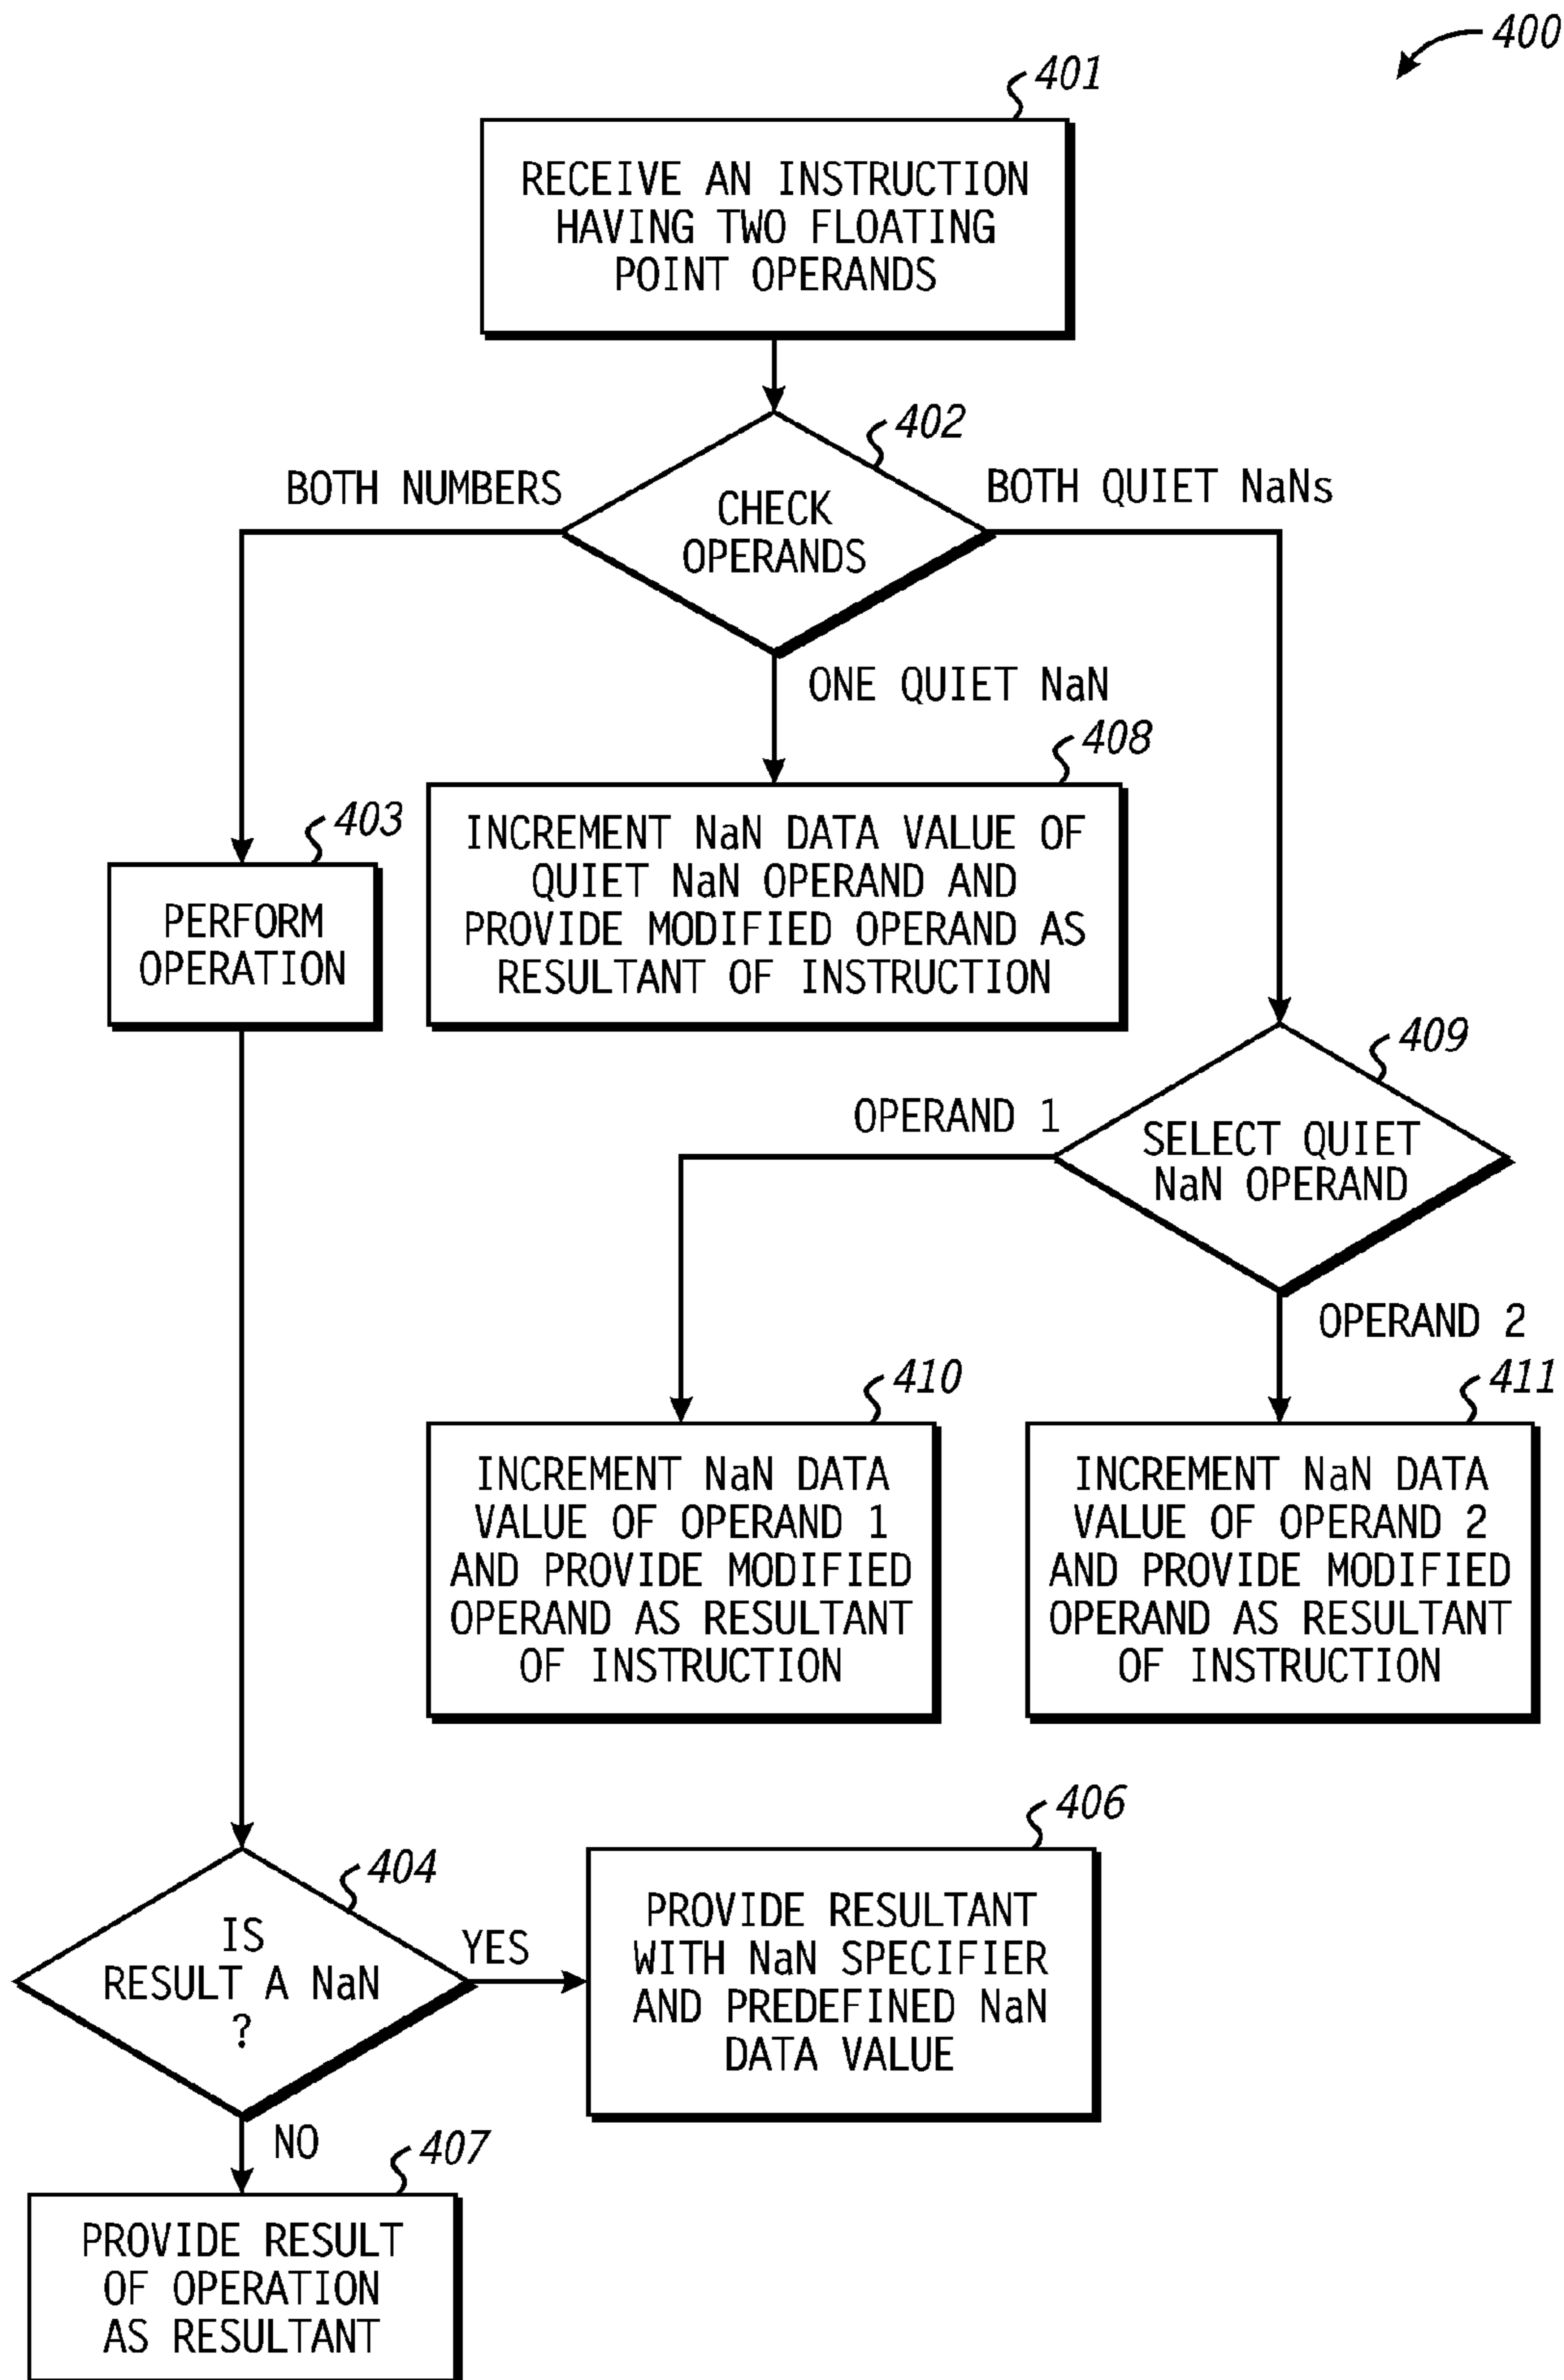 400
401
RECEIVE AN INSTRUCTION
HAVING TWO FLOATING
POINT OPERANDS
402
BOTH NUMBERS
CHECK
OPERANDS
BOTH QUIET NaNs
ONE QUIET NaN
408
INCREMENT NaN DATA VALUE OF
QUIET NaN OPERAND AND
PROVIDE MODIFIED OPERAND AS
RESULTANT OF INSTRUCTION
403
PERFORM
OPERATION
409
OPERAND 1
SELECT QUIET
NaN OPERAND
OPERAND 2
410
INCREMENT NaN DATA
VALUE OF OPERAND 1
AND PROVIDE MODIFIED
OPERAND AS RESULTANT
OF INSTRUCTION
411
INCREMENT NaN DATA
VALUE OF OPERAND 2
AND PROVIDE MODIFIED
OPERAND AS RESULTANT
OF INSTRUCTION
404
IS
RESULT A NaN
?
YES
406
PROVIDE RESULTANT
WITH NaN SPECIFIER
AND PREDEFINED NaN
DATA VALUE
NO
407
PROVIDE RESULT
OF OPERATION
AS RESULTANT